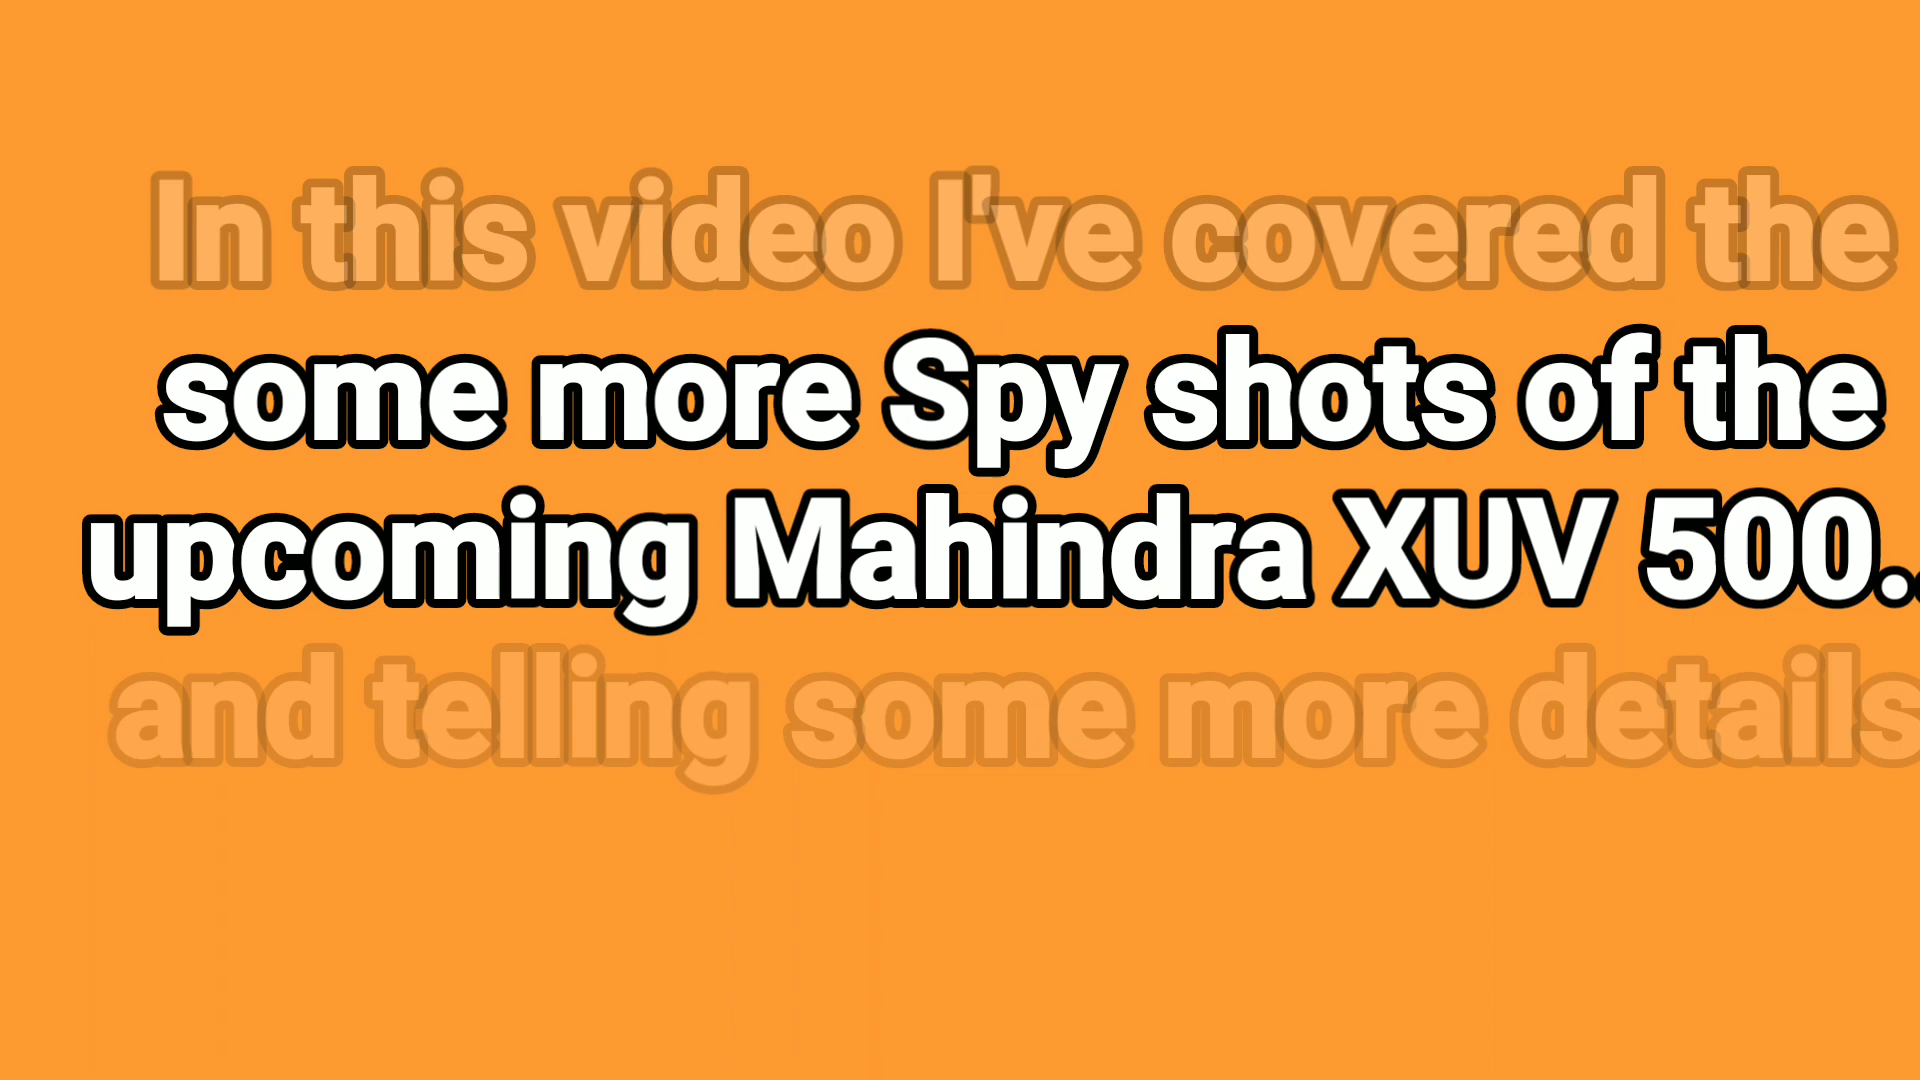 In this video I've covered the
some more Spy shots of the
upcoming Mahindra XUV 500..
and telling some more details